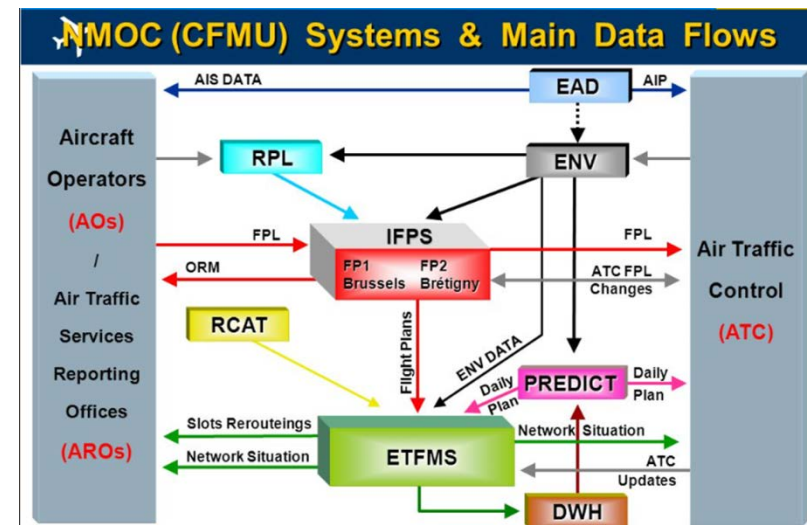 NMOC (CFMU) Systems & Main Data Flows
AIS DATA
EAD
AIP
Aircraft
Operators
(AOs)
/
Air Traffic
Services
Reporting
Offices
(AROs)
RPL
ENV
FPL
ORM
IFPS
FP1
Brussels
FP2
Brétigny
FPL
ATC FPL
Changes
Air Traffic
Control
(ATC)
RCAT
Flight Plans
ENV DATA
PREDICT
Daily
Plan
Daily
Plan
Slots Rerouteings
Network Situation
ETFMS
Network Situation
ATC
Updates
DWH